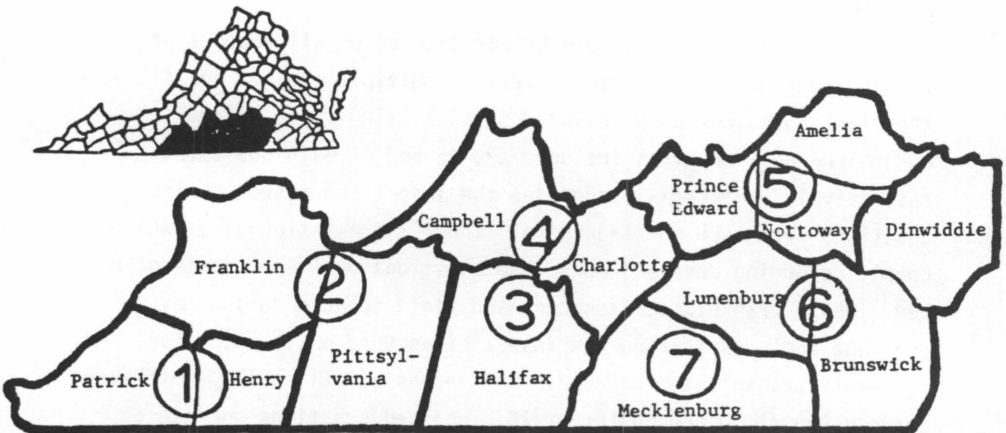 Amelia
Prince
Edward
5
Nottoway
Dinwiddie
Campbell
4
Charlotte
Franklin
2
3
Lunenburg
6
Patrick
1
Henry
Pittsyl-
vania
Halifax
7
Brunswick
Mecklenburg